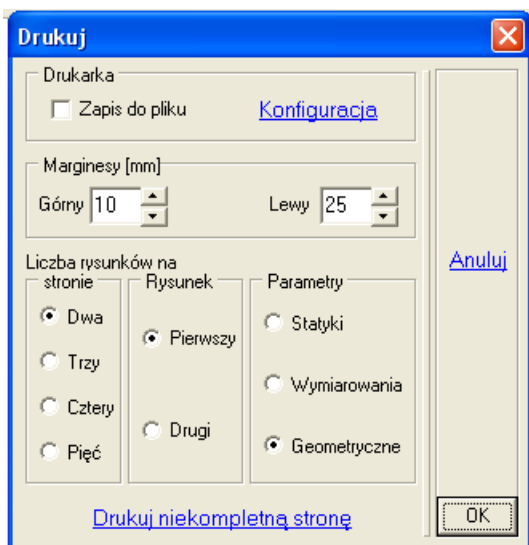 Drukuj
Drukarka
Zapis do pliku Konfiguracja
Marginesy [mm]
Górny 10 Lewy 25
Liczba rysunków na
stronie
Dwa
Trzy
Cztery
Pięć
Rysunek
Pierwszy
Drugi
Parametry
Statyki
Wymiarowania
Geometryczne
Drukuj niekompletną stronę
Anuluj
OK